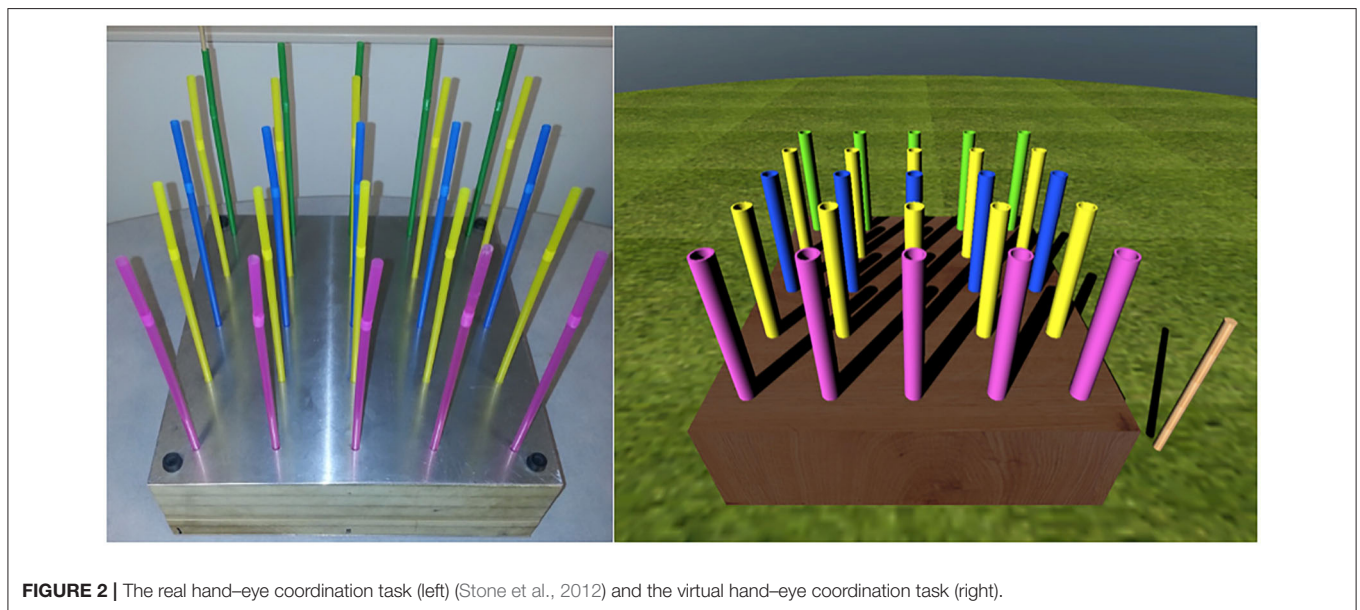 FIGURE 2 | The real hand–eye coordination task (left) (Stone et al., 2012) and the virtual hand–eye coordination task (right).